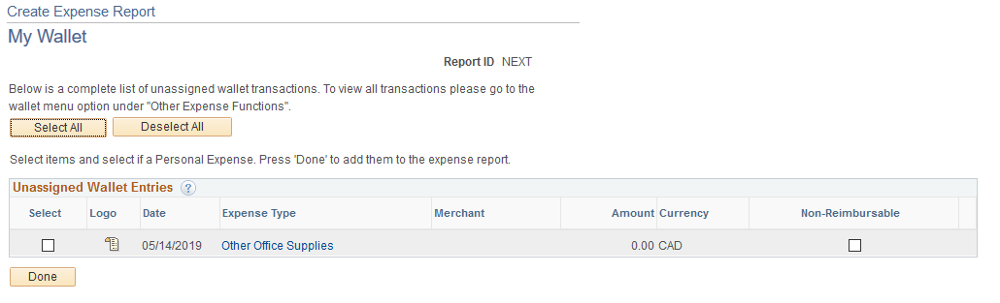 Create Expense Report
My Wallet
Report ID NEXT
Below is a complete list of unassigned wallet transactions. To view all transactions please go to the
wallet menu option under "Other Expense Functions".
Select All Deselect All
Select items and select if a Personal Expense. Press 'Done' to add them to the expense report.
Unassigned Wallet Entries ?
Select Logo Date Expense Type Merchant Amount Currency Non-Reimbursable
05/14/2019 Other Office Supplies 0.00 CAD
Done